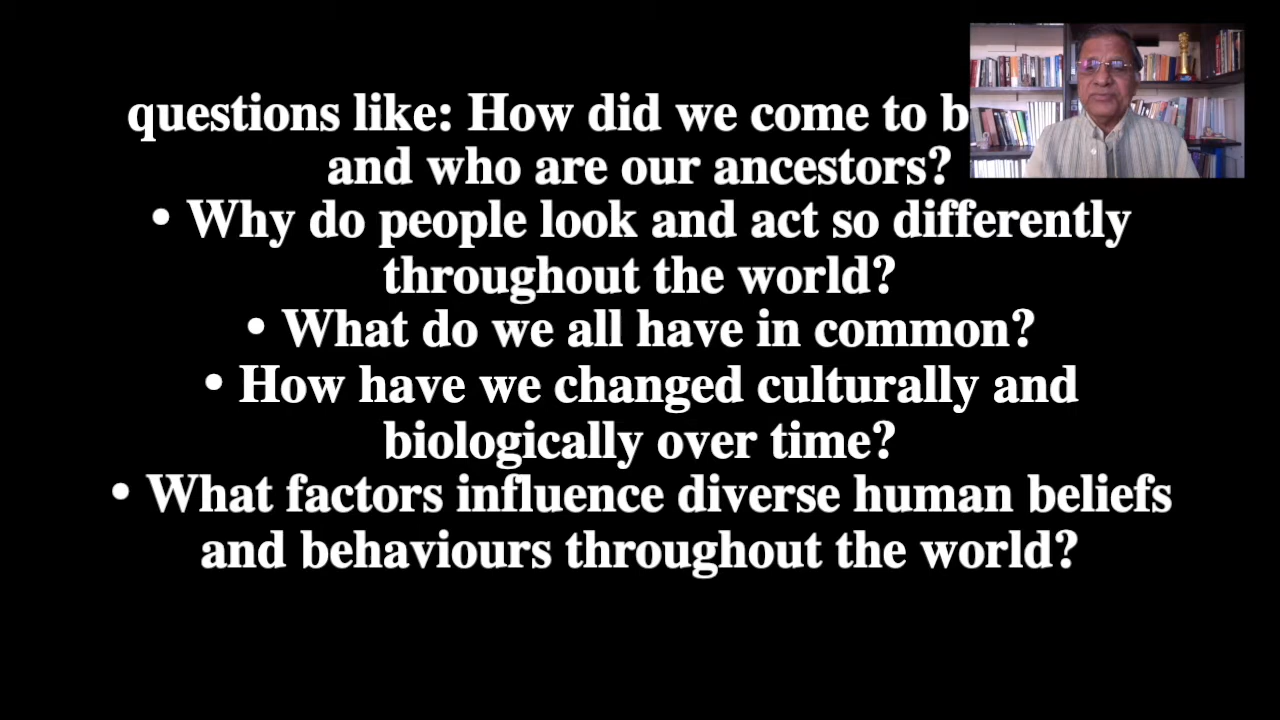 questions like: How did we come to b
and who are our ancestors?
• Why do people look and act so differently
throughout the world?
• What do we all have in common?
• How have we changed culturally and
biologically over time?
• What factors influence diverse human beliefs
and behaviours throughout the world?